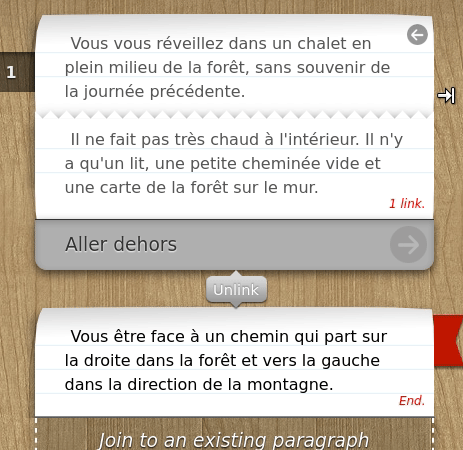 Vous vous réveillez dans un chalet en
plein milieu de la forêt, sans souvenir de
la journée précédente.
1
Il ne fait pas très chaud à l'intérieur. Il n'y
a qu'un lit, une petite cheminée vide et
une carte de la forêt sur le mur.
1 link.
Aller dehors
Unlink
Vous être face à un chemin qui part sur
la droite dans la forêt et vers la gauche
dans la direction de la montagne.
End.
Join to an existing paragraph